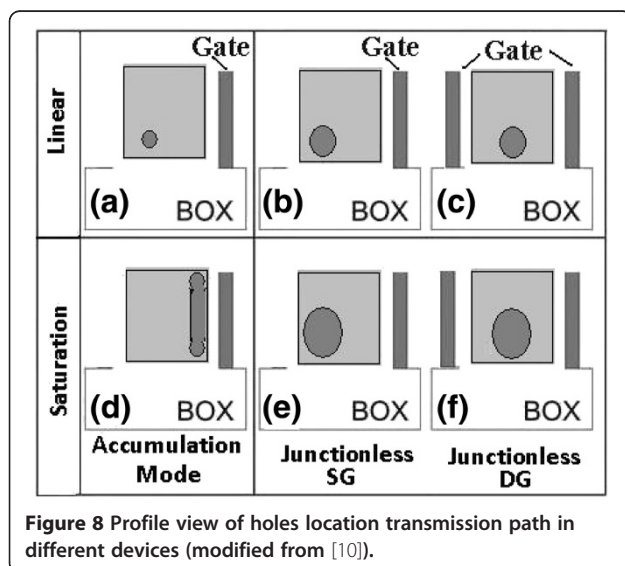 Gate Gate Gate
Linear
(a) BOX (b) BOX (c) BOX
Saturation
(d) BOX (e) BOX (f) BOX
Accumulation Mode
Junctionless SG
Junctionless DG
Figure 8 Profile view of holes location transmission path in
different devices (modified from [10]).